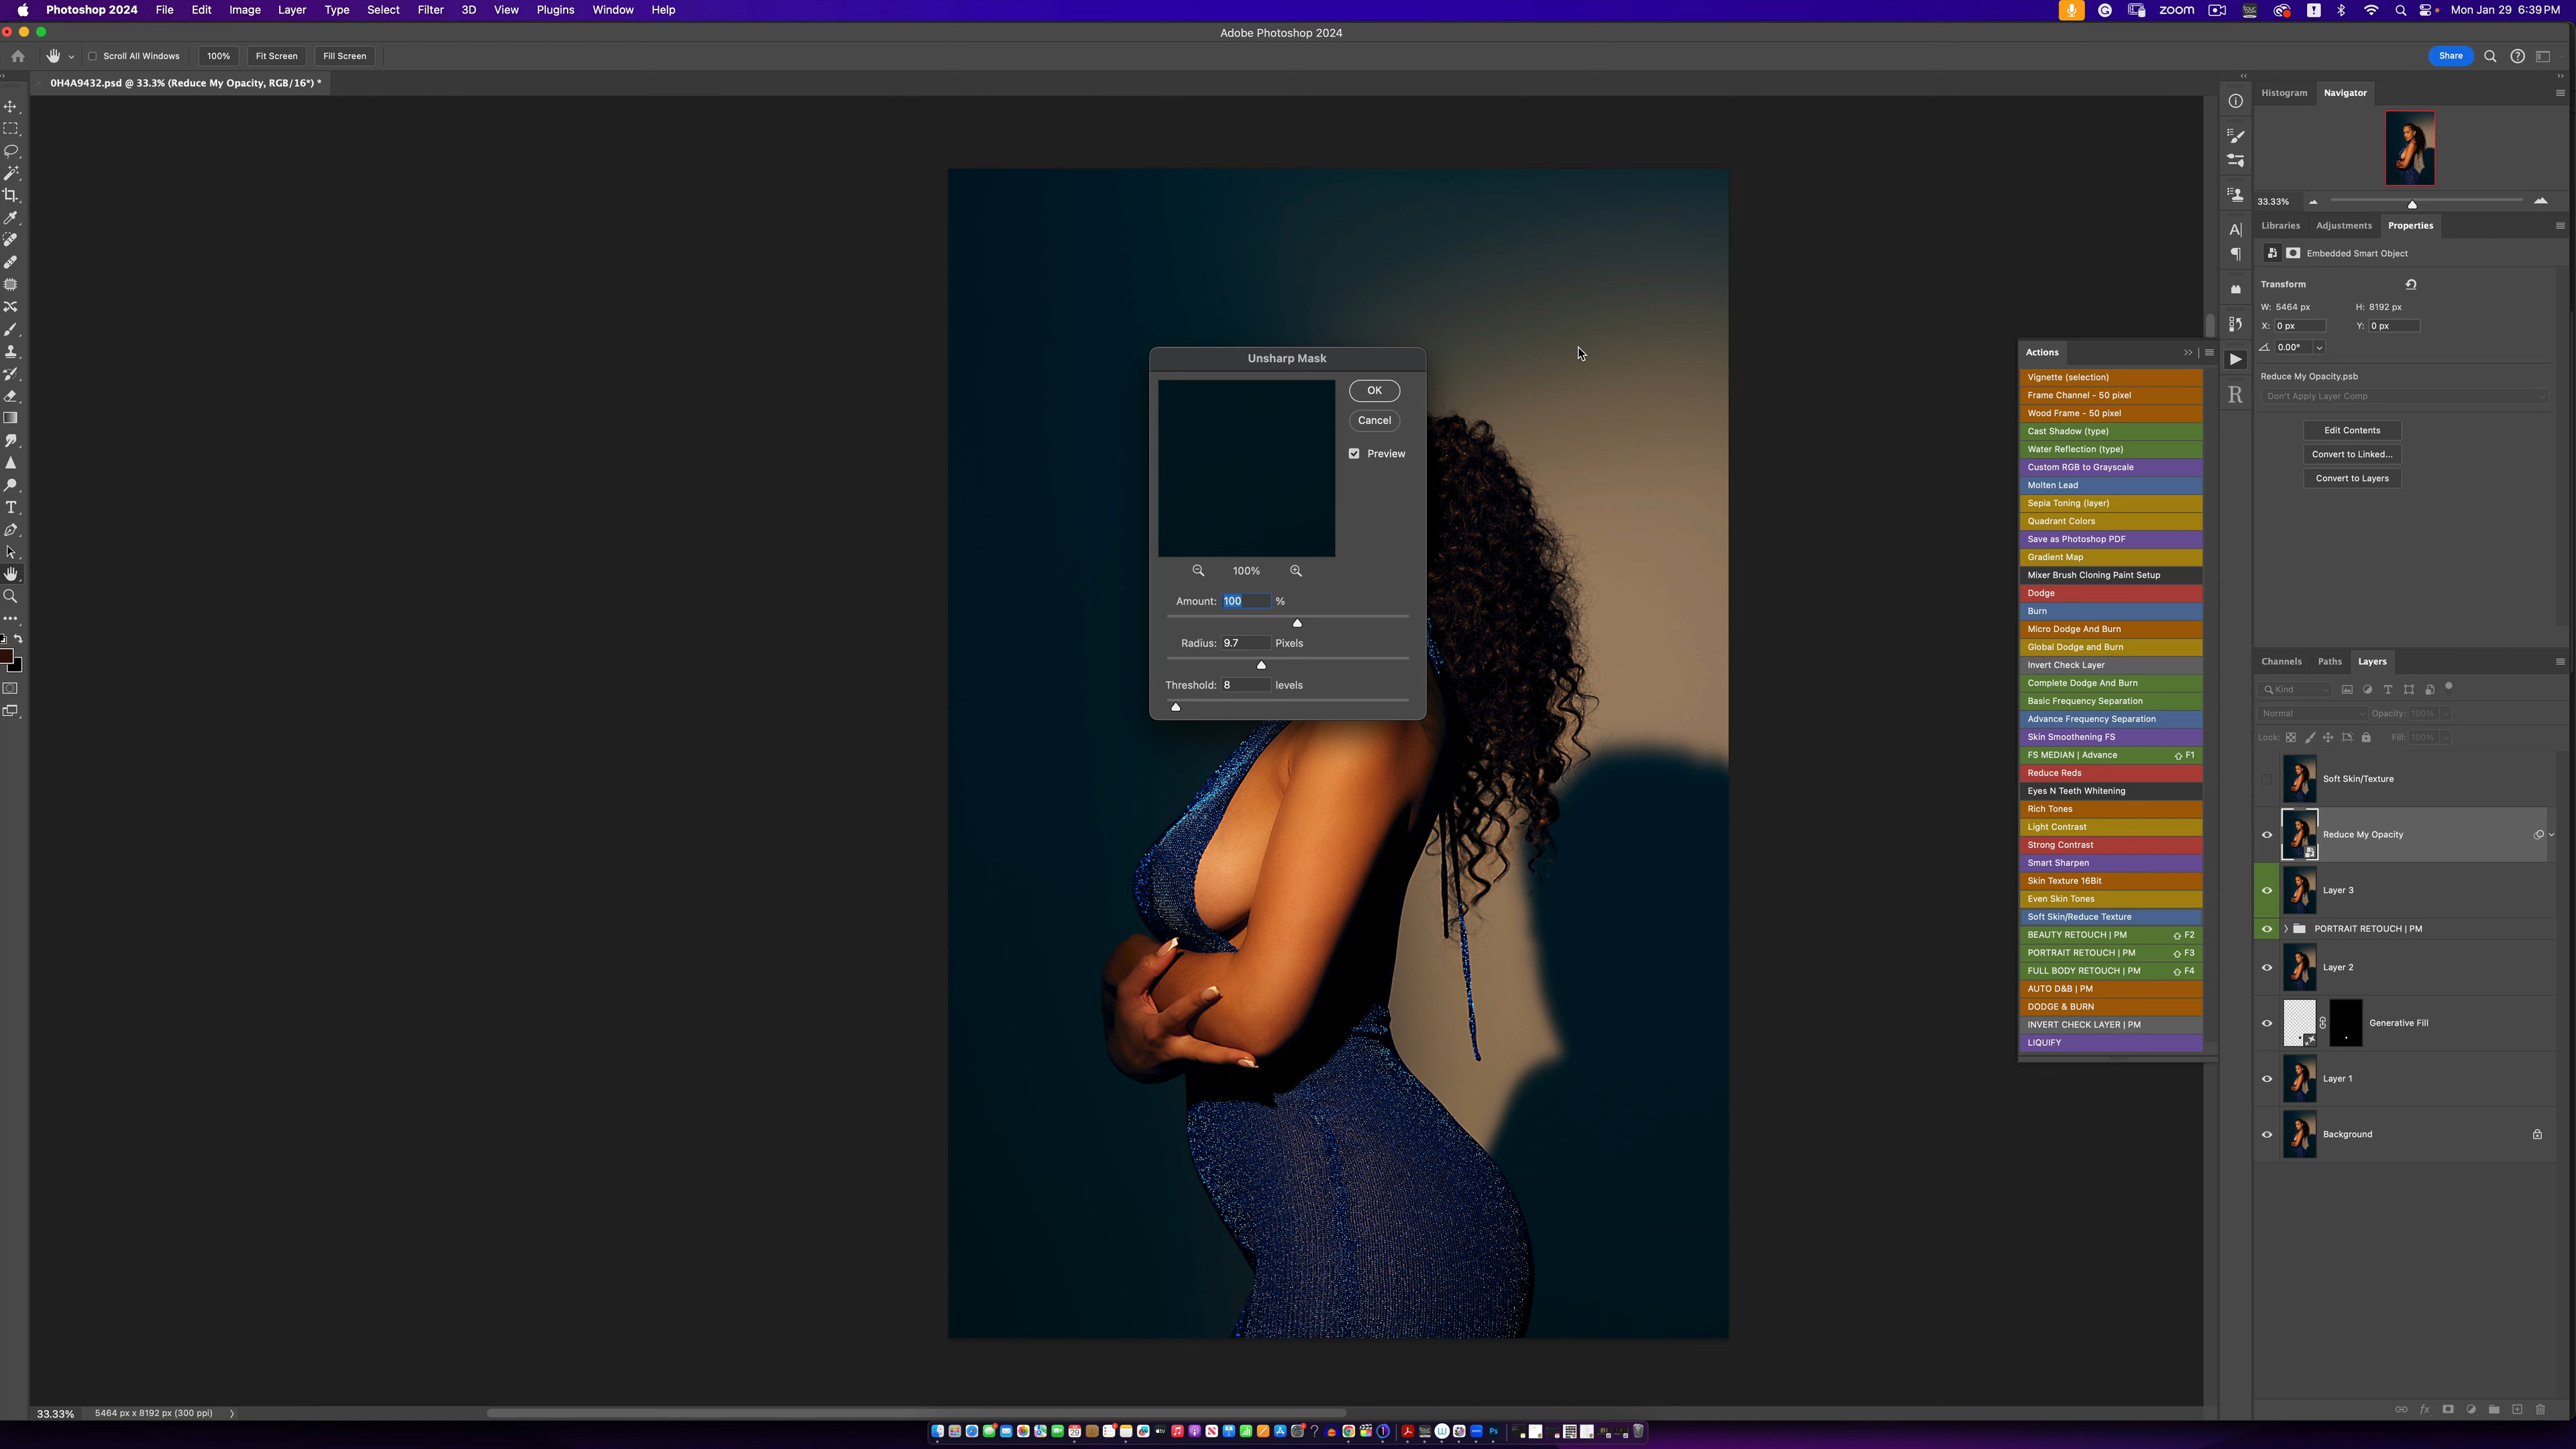 Photoshop 2024 File Edit Image Layer Type Select Filter 3D View Plugins Window Help
zoom
Mon Jan 29 6:39 PM
Adobe Photoshop 2024
Scroll All Windows 100% Fit Screen Fill Screen
Share
0H4A9432.psd @ 33.3% (Reduce My Opacity, RGB/16*) *
Histogram Navigator
33.33%
Libraries Adjustments Properties
Embedded Smart Object
Transform
W: 5464 px H: 8192 px
X: 0 px Y: 0 px
0.00°
Reduce My Opacity.psb
Don't Apply Layer Comp
Edit Contents
Convert to Linked...
Convert to Layers
Unsharp Mask
OK
Cancel
Preview
100%
Amount: 100 %
Radius: 9.7 Pixels
Threshold: 8 levels
Actions
Vignette (selection)
Frame Channel - 50 pixel
Wood Frame - 50 pixel
Cast Shadow (type)
Water Reflection (type)
Custom RGB to Grayscale
Molten Lead
Sepia Toning (layer)
Quadrant Colors
Save as Photoshop PDF
Gradient Map
Mixer Brush Cloning Paint Setup
Dodge
Burn
Micro Dodge And Burn
Global Dodge and Burn
Invert Check Layer
Complete Dodge And Burn
Basic Frequency Separation
Advance Frequency Separation
Skin Smoothening FS
FS MEDIAN | Advance F1
Reduce Reds
Eyes N Teeth Whitening
Rich Tones
Light Contrast
Strong Contrast
Smart Sharpen
Skin Texture 16Bit
Even Skin Tones
Soft Skin/Reduce Texture
BEAUTY RETOUCH | PM F2
PORTRAIT RETOUCH | PM F3
FULL BODY RETOUCH | PM F4
AUTO D&B | PM
DODGE & BURN
INVERT CHECK LAYER | PM
LIQUIFY
Channels Paths Layers
Kind
Normal Opacity: 100%
Lock: Fill: 100%
Soft Skin/Texture
Reduce My Opacity
Layer 3
PORTRAIT RETOUCH | PM
Layer 2
Generative Fill
Layer 1
Background
33.33% 5464 px x 8192 px (300 ppi)